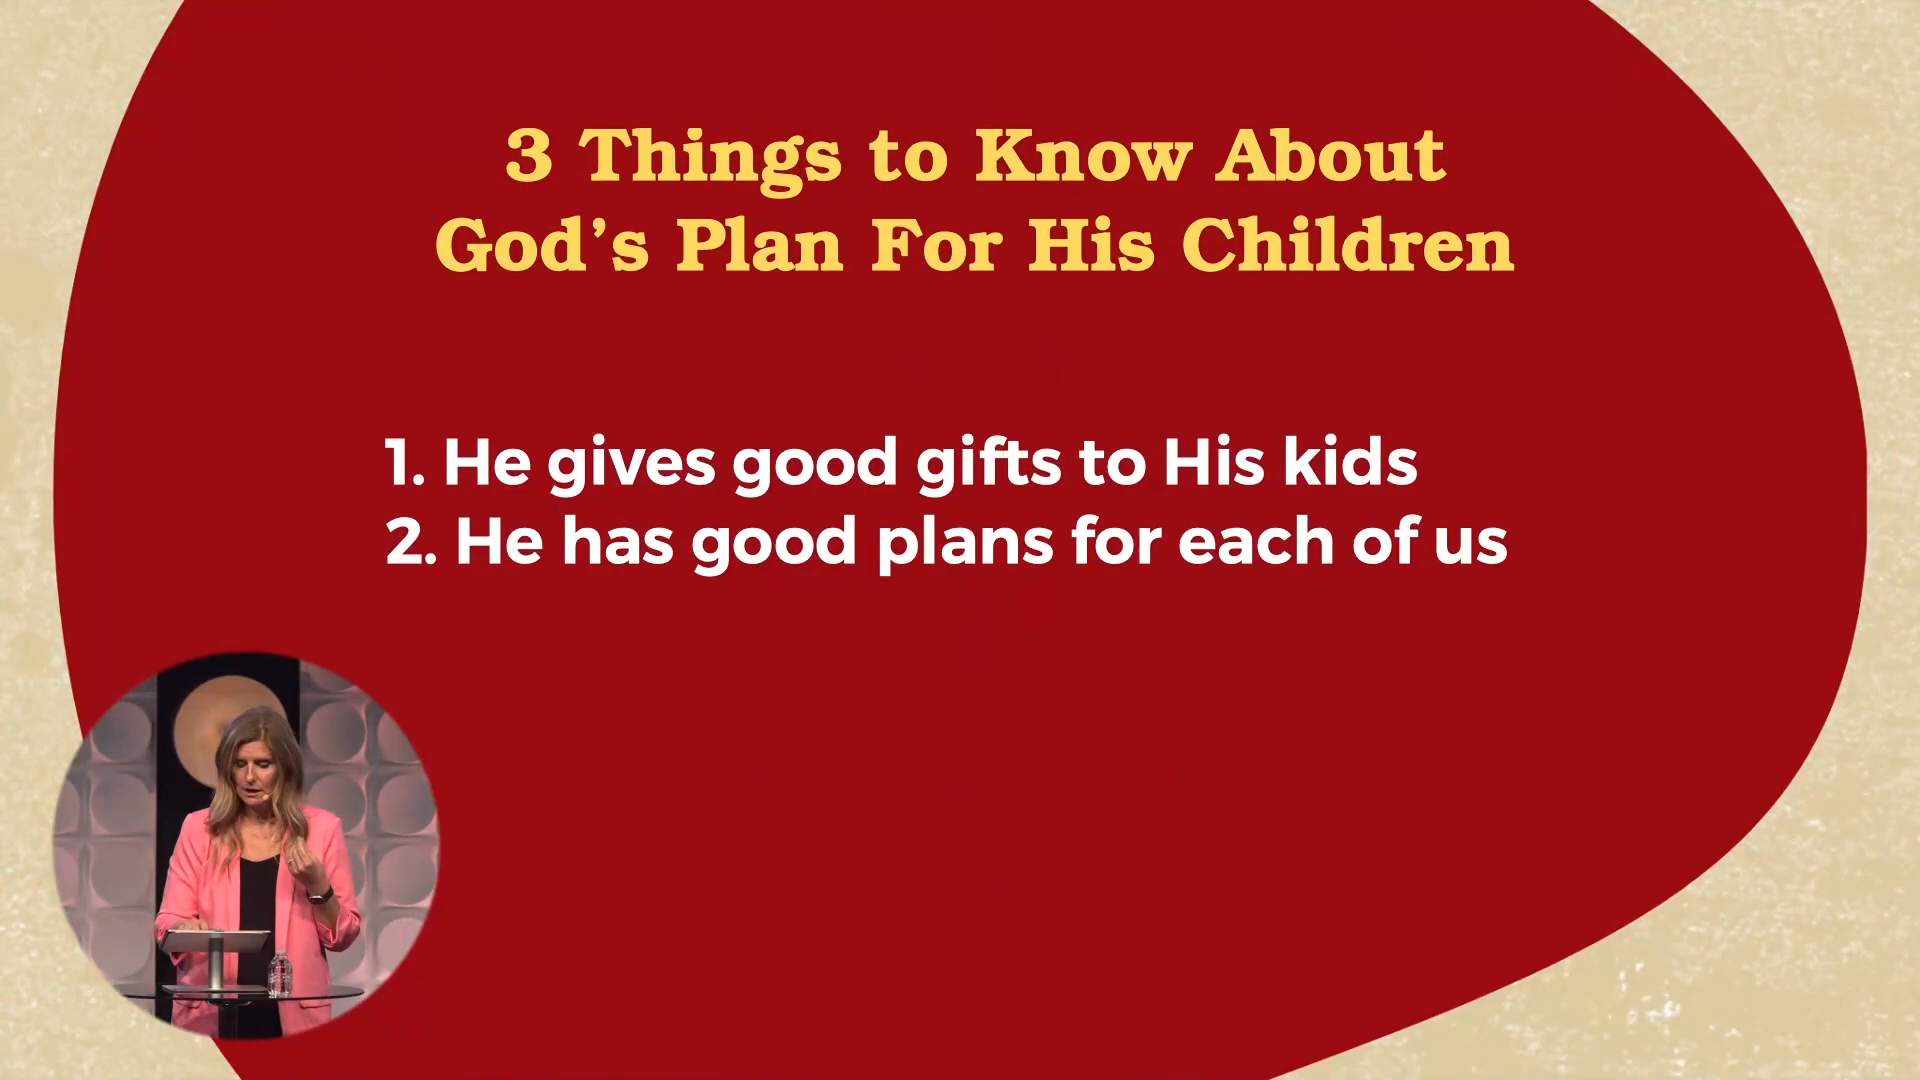 3 Things to Know About
God’s Plan For His Children
1. He gives good gifts to His kids
2. He has good plans for each of us